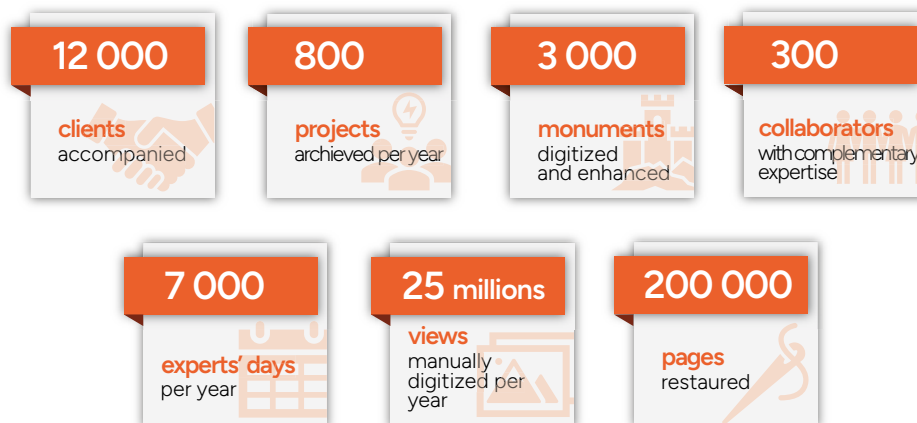 12 000
clients
accompanied
800
projects
archieved per year
3 000
monuments
digitized
and enhanced
300
collaborators
with complementary
expertise
7 000
experts' days
per year
25 millions
views
manually
digitized per
year
200 000
pages
restaured